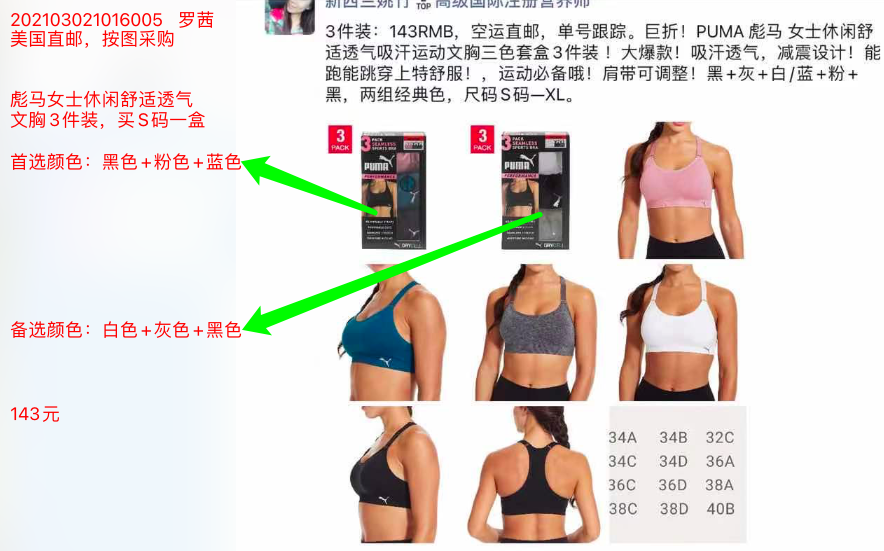 202103021016005 罗茜
美国直邮，按图采购
彪马女士休闲舒适透气
文胸3件装，买S码一盒
首选颜色：黑色+粉色+蓝色
备选颜色：白色+灰色+黑色
143元
新西兰姚竹 TOP 高级国际注册营养师
3件装：143RMB，空运直邮，单号跟踪。巨折！PUMA 彪马 女士休闲舒
适透气吸汗运动文胸三色套盒3件装 ！大爆款！吸汗透气，减震设计！能
跑能跳穿上特舒服！，运动必备哦！肩带可调整！黑+灰+白/蓝+粉+
黑，两组经典色，尺码S码—XL。
3
PACK
3 PACK
SEAMLESS
SPORTS BRA
PUMA
PERFORMANCE
DRYCELL
3
PACK
3 PACK
SEAMLESS
SPORTS BRA
PUMA
PERFORMANCE
DRYCELL
34A 34B 32C
34C 34D 36A
36C 36D 38A
38C 38D 40B